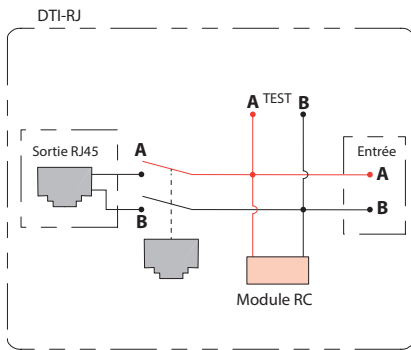 DTI-RJ
A TEST B
Sortie RJ45
A
Entrée
A
B
B
Module RC